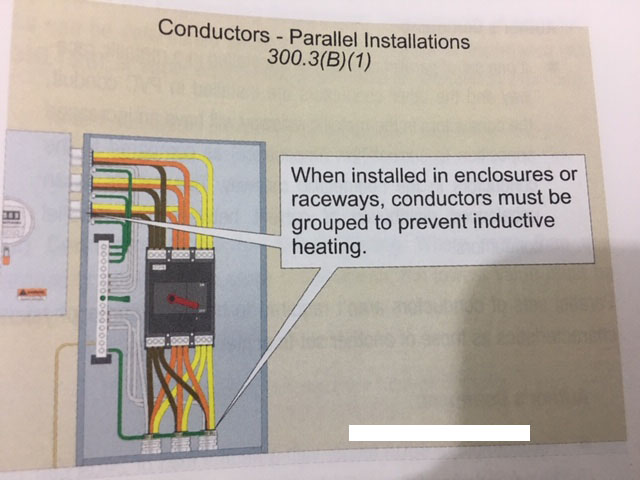 Conductors - Parallel Installations
300.3(B)(1)
When installed in enclosures or
raceways, conductors must be
grouped to prevent inductive
heating.